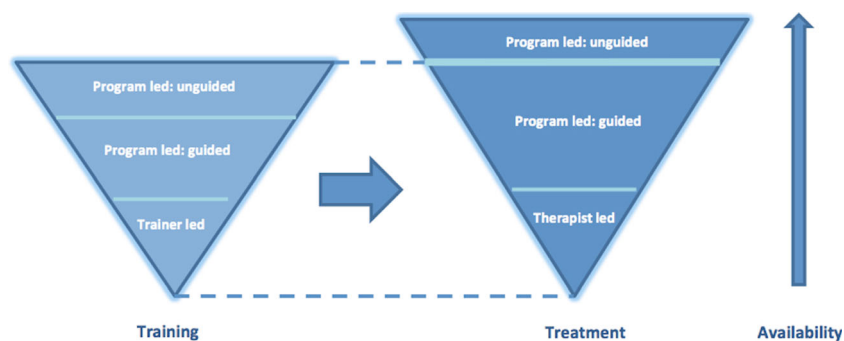 Program led: unguided
Program led: guided
Trainer led
Program led: unguided
Program led: guided
Therapist led
Training
Treatment
Availability